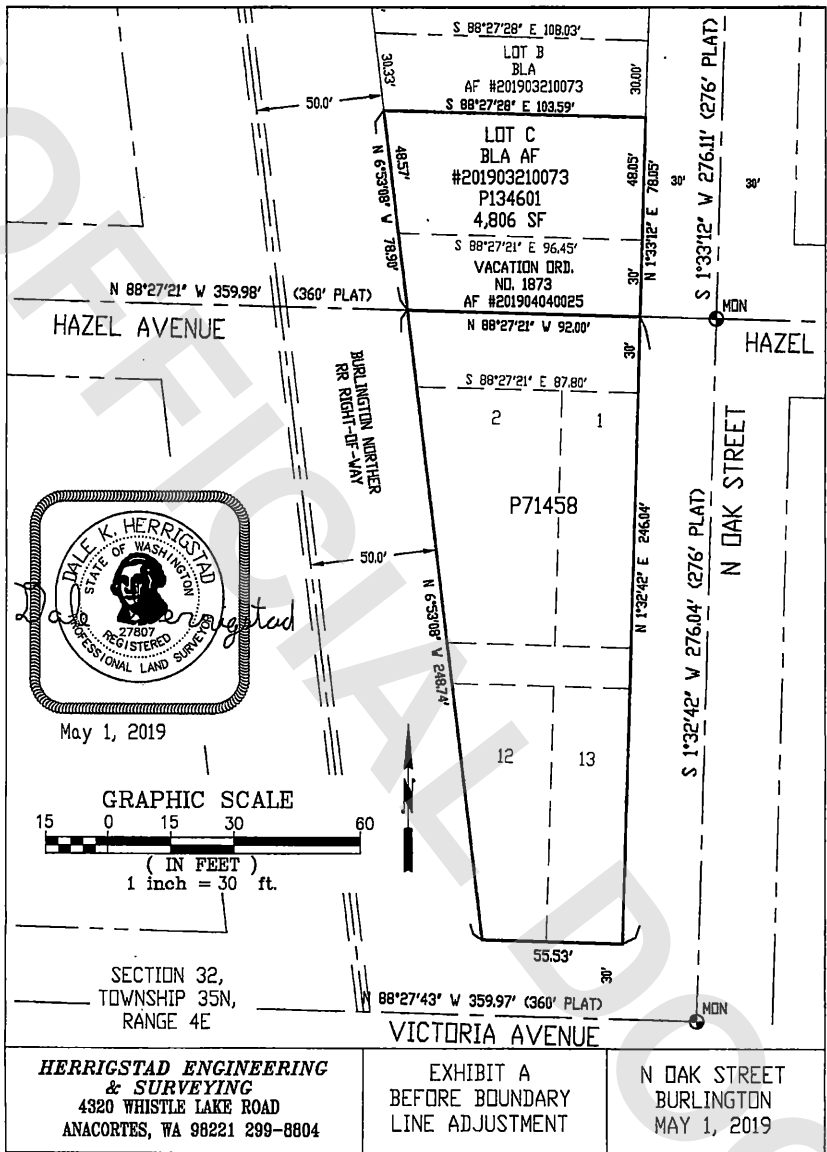 S 88°27'28" E 108.03'
LOT B
BLA
AF #201903210073
30.33'
30.00'
50.0'
S 88°27'28" E 103.59'
LOT C
BLA AF
#201903210073
P134601
4,806 SF
48.57'
N 6°53'08" W 78.90'
48.05'
N 1°33'12" E 78.05'
30'
30'
S 1°33'12" W 276.11' (276' PLAT)
S 88°27'21" E 96.45'
VACATION ORD.
NO. 1873
AF #201904040025
30'
N 88°27'21" W 359.98' (360' PLAT)
HAZEL AVENUE
N 88°27'21" W 92.00'
MON
HAZEL
30'
BURLINGTON NORTHER
RR RIGHT-OF-WAY
S 88°27'21" E 87.80'
2
1
P71458
N 1°32'42" E 246.04'
N OAK STREET
S 1°32'42" W 276.04' (276' PLAT)
50.0'
N 6°53'08" W 248.74'
DALE K. HERRIGSTAD
STATE OF WASHINGTON
27807
REGISTERED
PROFESSIONAL LAND SURVEYOR
Dale Herrigstad
May 1, 2019
12
13
GRAPHIC SCALE
15 0 15 30 60
( IN FEET )
1 inch = 30 ft.
55.53'
30'
SECTION 32,
TOWNSHIP 35N,
RANGE 4E
N 88°27'43" W 359.97' (360' PLAT)
MON
VICTORIA AVENUE
HERRIGSTAD ENGINEERING
& SURVEYING
4320 WHISTLE LAKE ROAD
ANACORTES, WA 98221 299-8804
EXHIBIT A
BEFORE BOUNDARY
LINE ADJUSTMENT
N OAK STREET
BURLINGTON
MAY 1, 2019
OFFICIAL DOC